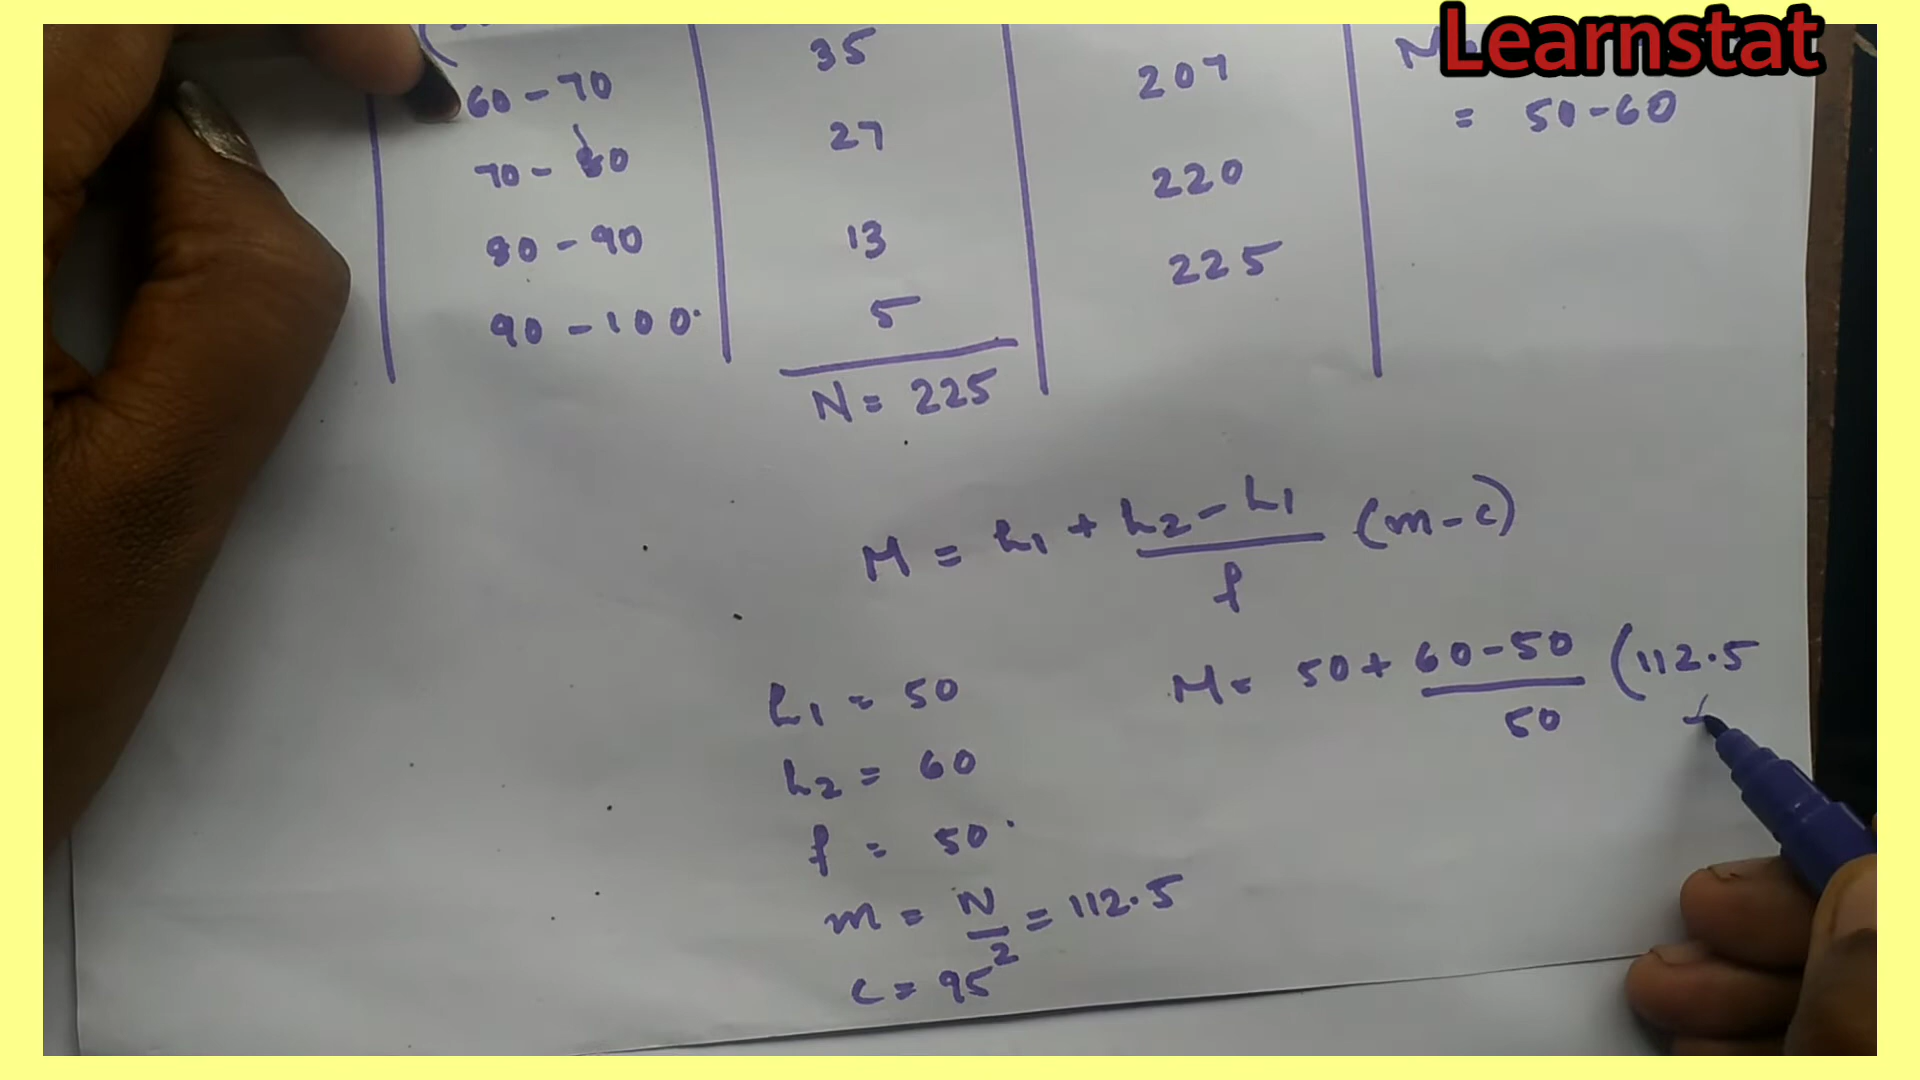 Learnstat
60-70 35 207
= 50-60
70-80 27 220
80-90 13 225
90-100 5
N = 225
M = l1 + l2 - l1 / f (m - c)
l1 = 50
M = 50 + 60-50 / 50 (112.5
l2 = 60
f = 50
m = N / 2 = 112.5
c = 95